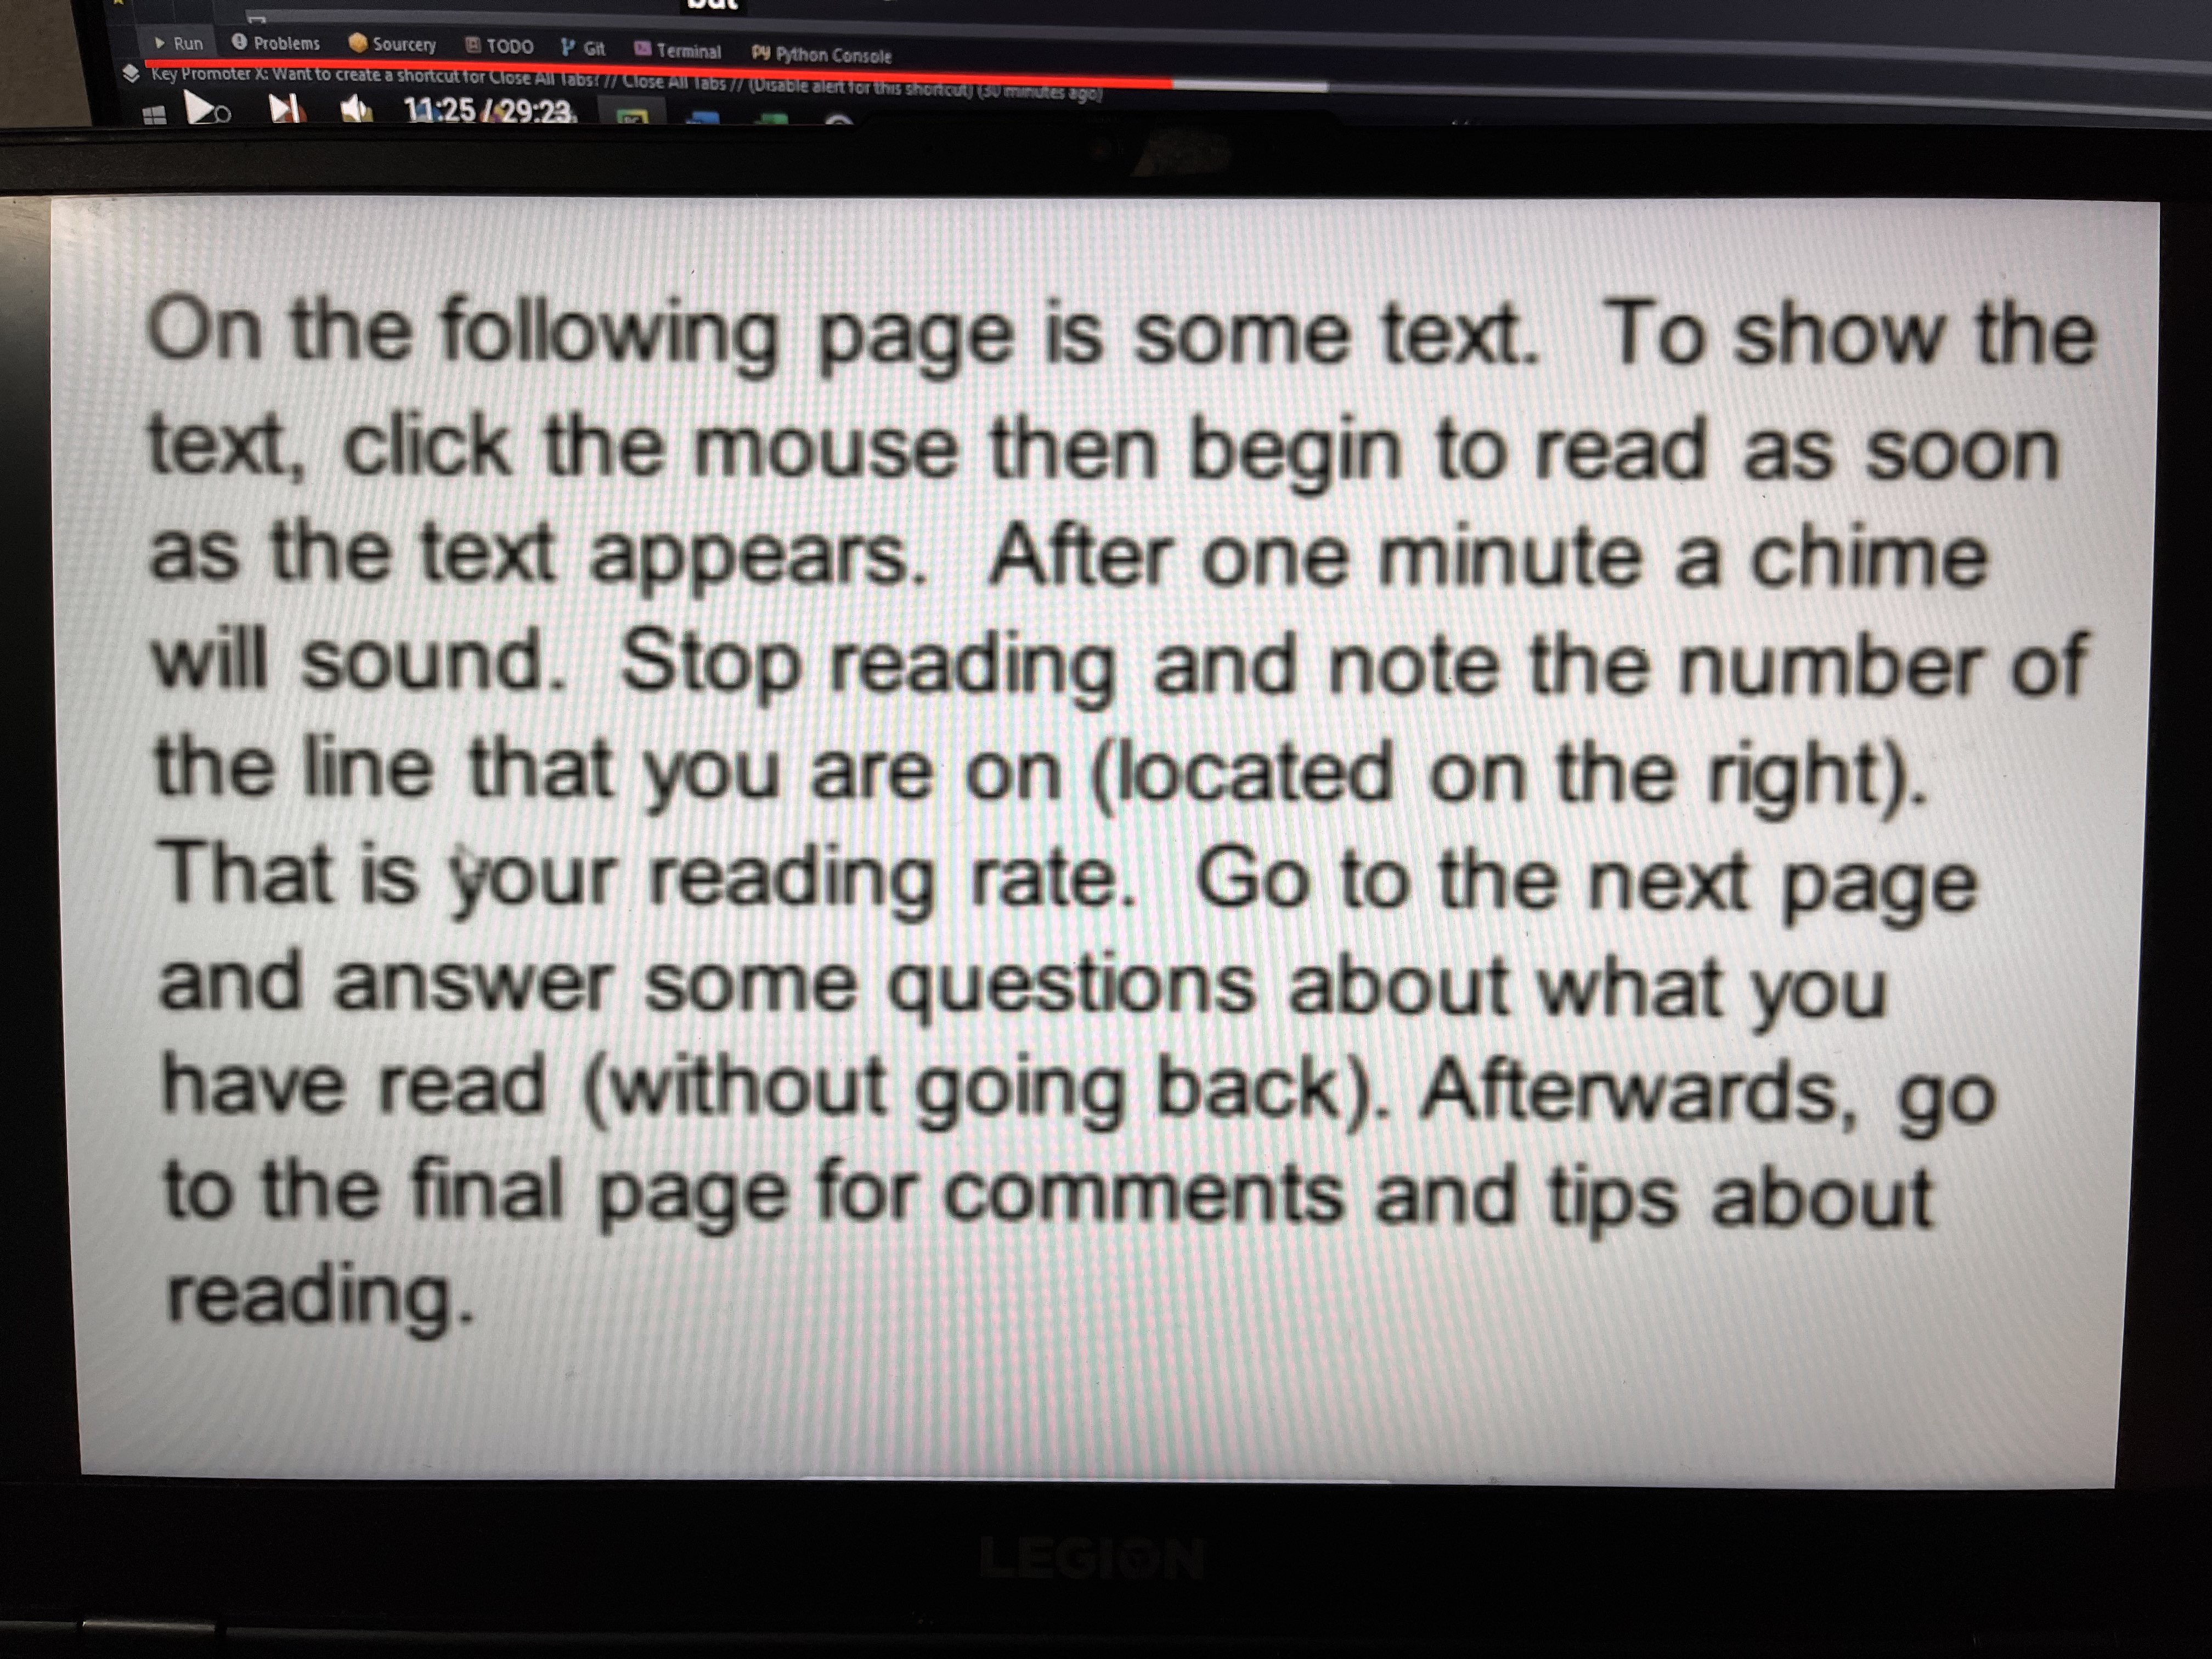 but
Run Problems Sourcery TODO Git Terminal Python Console
Key Promoter X: Want to create a shortcut for Close All Tabs? // Close All Tabs // (Disable alert for this shortcut) (30 minutes ago)
11:25 / 29:23
On the following page is some text. To show the
text, click the mouse then begin to read as soon
as the text appears. After one minute a chime
will sound. Stop reading and note the number of
the line that you are on (located on the right).
That is your reading rate. Go to the next page
and answer some questions about what you
have read (without going back). Afterwards, go
to the final page for comments and tips about
reading.
LEGION